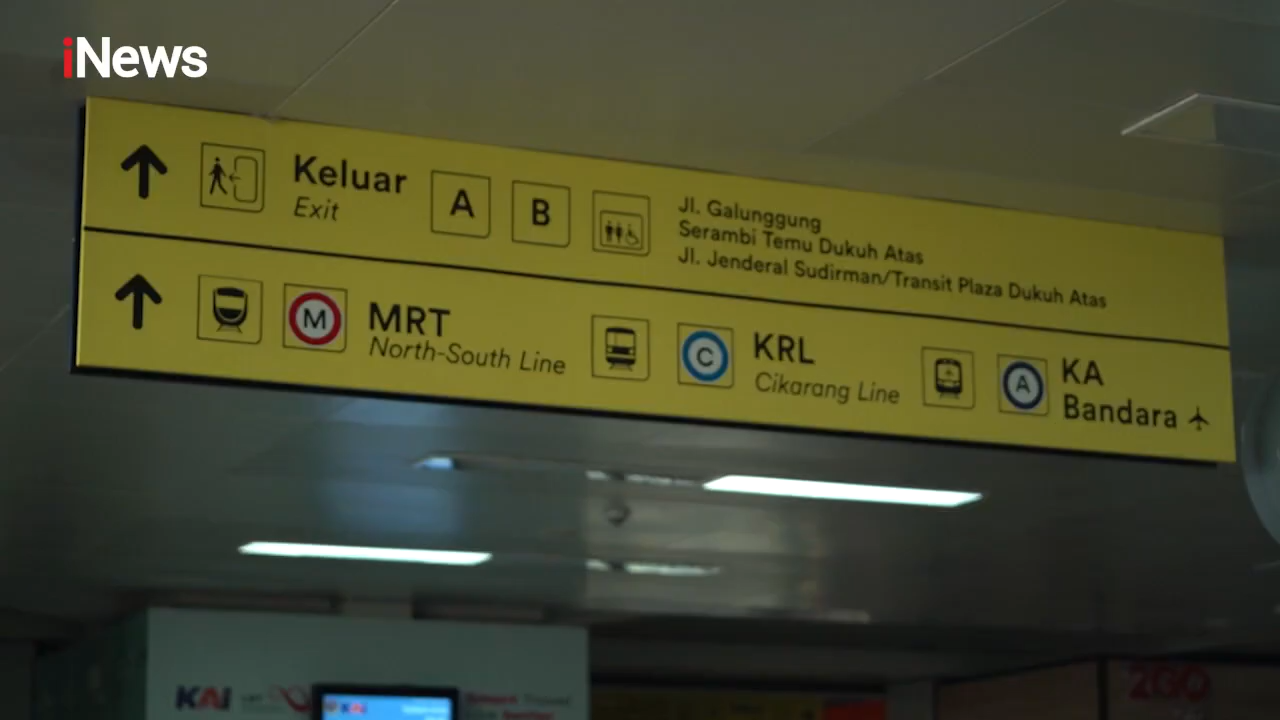 iNews
Keluar
Exit
A
B
Jl. Galunggung
Serambi Temu Dukuh Atas
Jl. Jenderal Sudirman/Transit Plaza Dukuh Atas
M
MRT
North-South Line
C
KRL
Cikarang Line
A
KA
Bandara
KAI
2GO